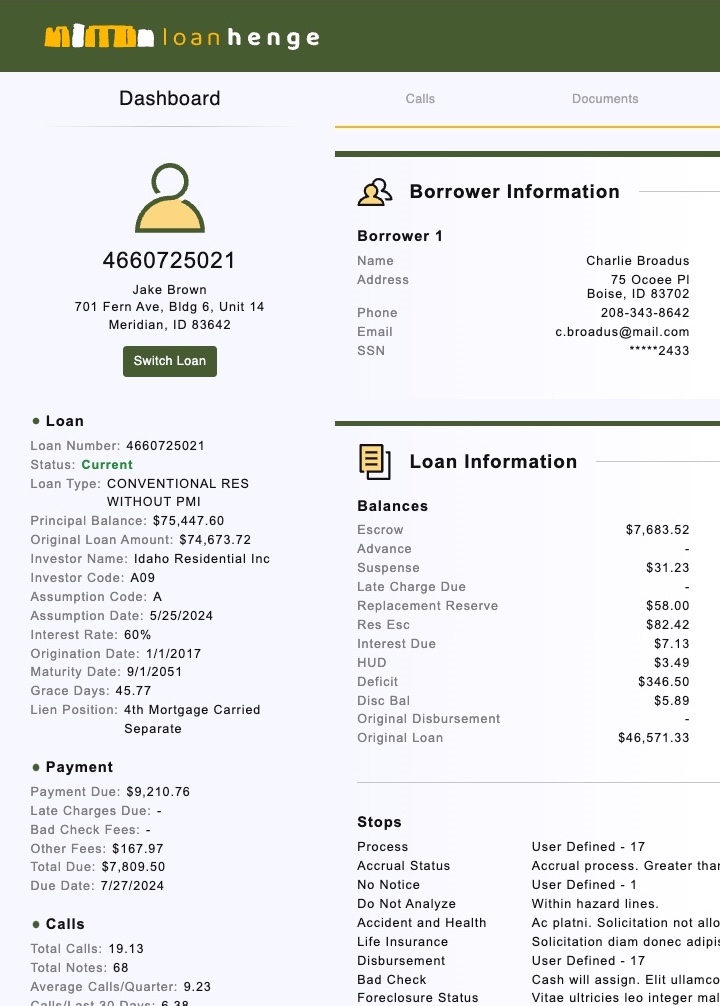 loanhenge
Dashboard
Calls
Documents
4660725021
Jake Brown
701 Fern Ave, Bldg 6, Unit 14
Meridian, ID 83642
Switch Loan
Loan
Loan Number: 4660725021
Status: Current
Loan Type: CONVENTIONAL RES
WITHOUT PMI
Principal Balance: $75,447.60
Original Loan Amount: $74,673.72
Investor Name: Idaho Residential Inc
Investor Code: A09
Assumption Code: A
Assumption Date: 5/25/2024
Interest Rate: 60%
Origination Date: 1/1/2017
Maturity Date: 9/1/2051
Grace Days: 45.77
Lien Position: 4th Mortgage Carried
Separate
Payment
Payment Due: $9,210.76
Late Charges Due: -
Bad Check Fees: -
Other Fees: $167.97
Total Due: $7,809.50
Due Date: 7/27/2024
Calls
Total Calls: 19.13
Total Notes: 68
Average Calls/Quarter: 9.23
Calls/Last 30 Days: 6.38
Borrower Information
Borrower 1
Name Charlie Broadus
Address 75 Ocoee Pl
Boise, ID 83702
Phone 208-343-8642
Email c.broadus@mail.com
SSN *****2433
Loan Information
Balances
Escrow $7,683.52
Advance -
Suspense $31.23
Late Charge Due -
Replacement Reserve $58.00
Res Esc $82.42
Interest Due $7.13
HUD $3.49
Deficit $346.50
Disc Bal $5.89
Original Disbursement -
Original Loan $46,571.33
Stops
Process User Defined - 17
Accrual Status Accrual process. Greater than
No Notice User Defined - 1
Do Not Analyze Within hazard lines.
Accident and Health Ac platni. Solicitation not
Life Insurance Solicitation diam donec
Disbursement User Defined - 17
Bad Check Cash will assign. Elit
Foreclosure Status Vitae ultricies leo integer